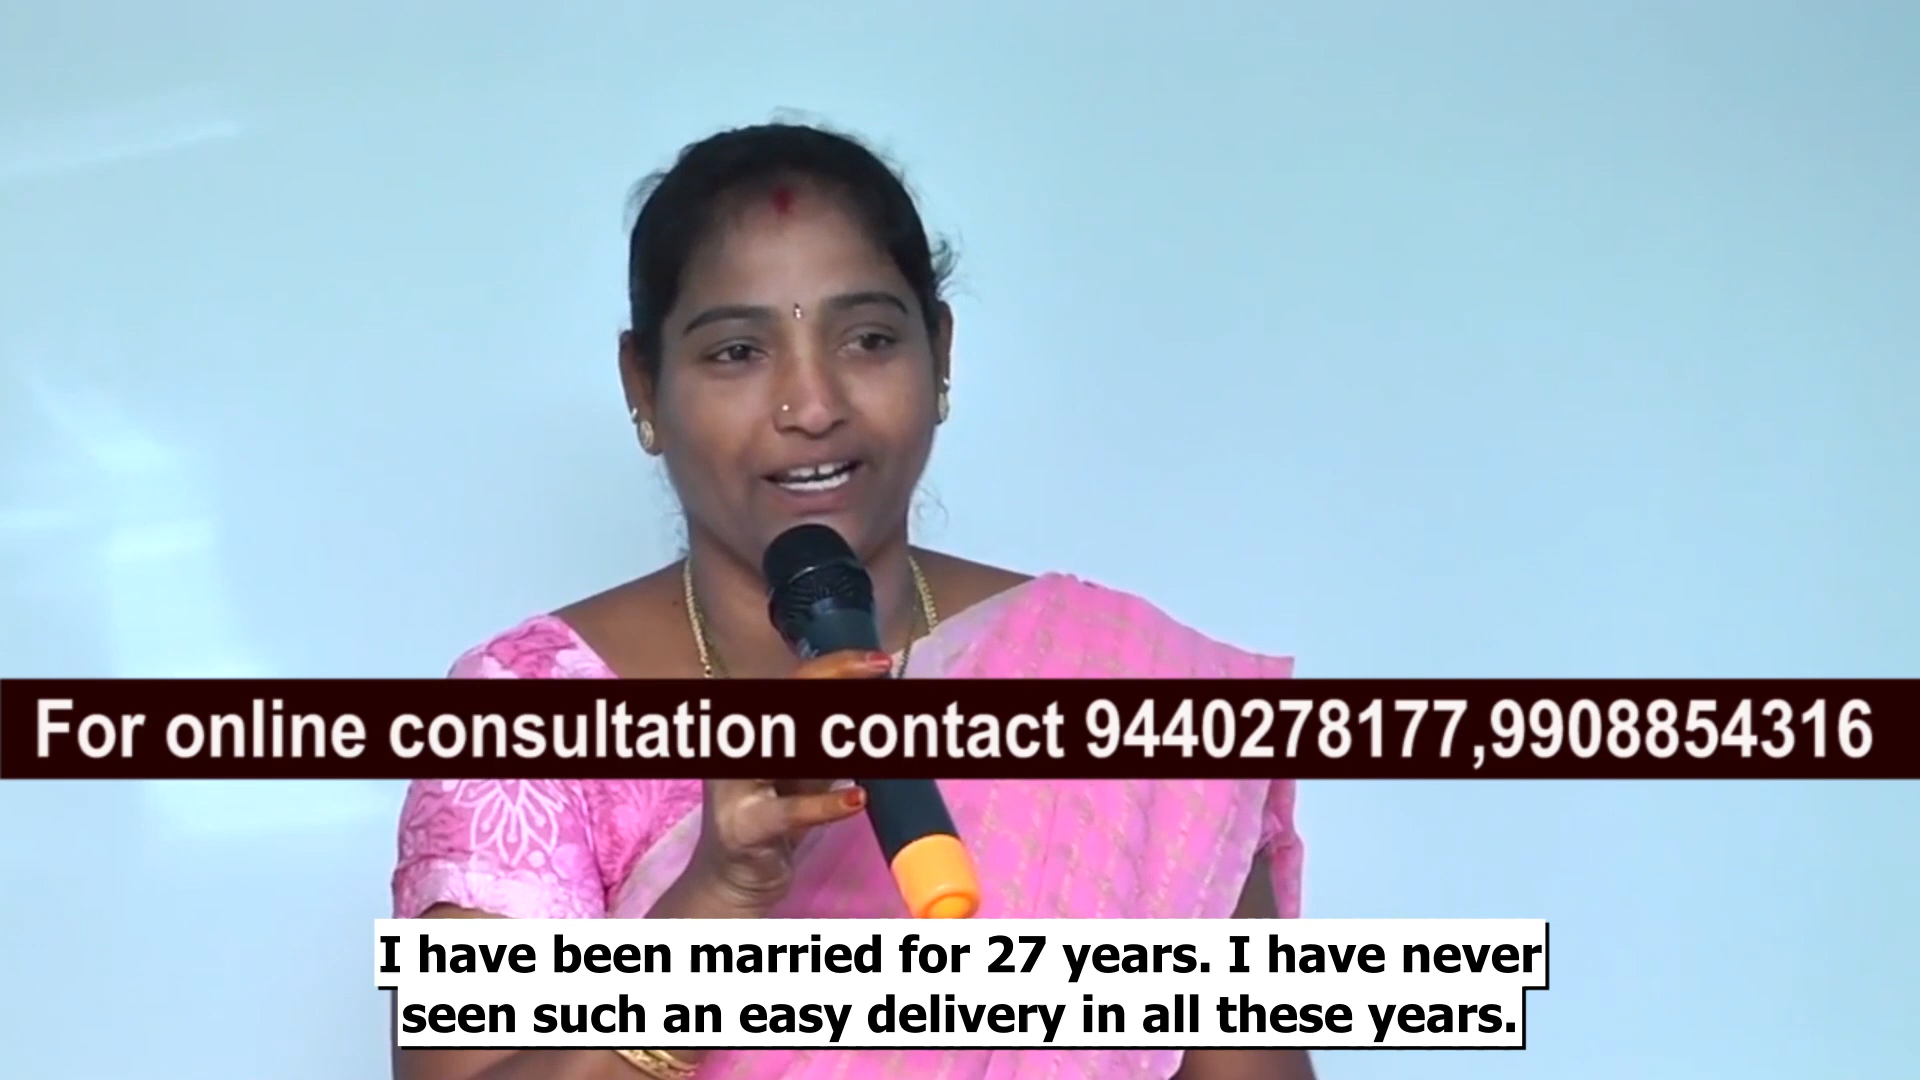 For online consultation contact 9440278177,9908854316
I have been married for 27 years. I have never
seen such an easy delivery in all these years.